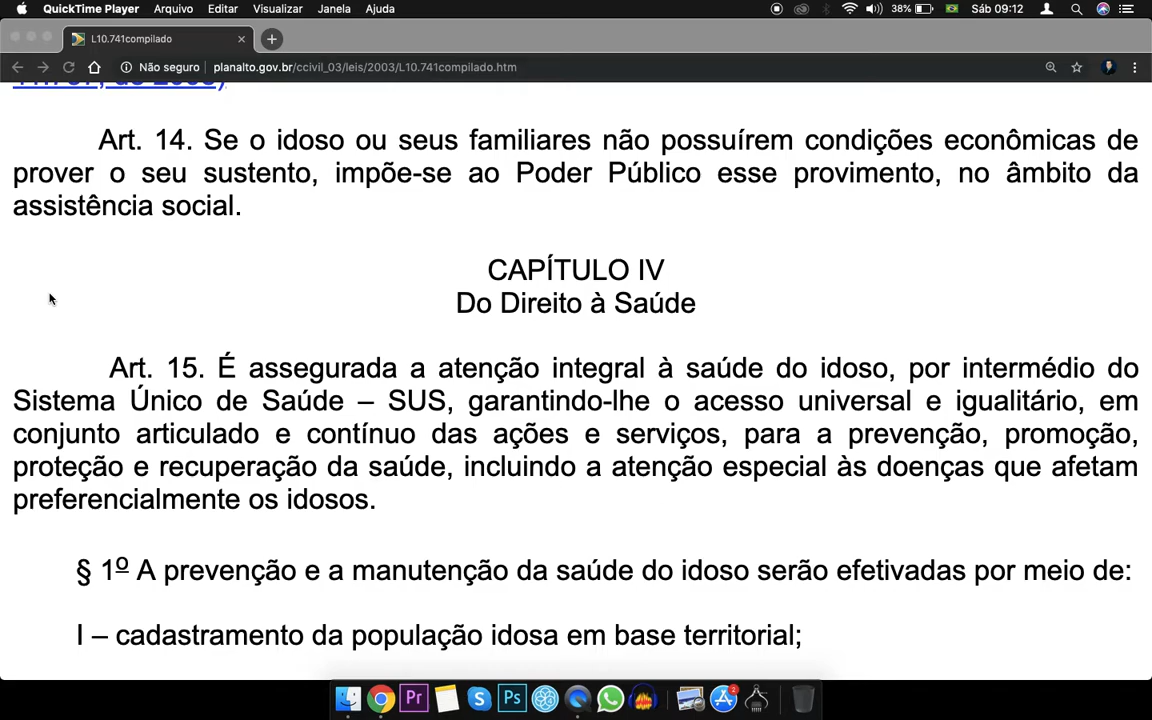 QuickTime Player Arquivo Editar Visualizar Janela Ajuda 38% Sáb 09:12
L10.741compilado
Não seguro planalto.gov.br/ccivil_03/leis/2003/L10.741compilado.htm
Art. 14. Se o idoso ou seus familiares não possuírem condições econômicas de
prover o seu sustento, impõe-se ao Poder Público esse provimento, no âmbito da
assistência social.
CAPÍTULO IV
Do Direito à Saúde
Art. 15. É assegurada a atenção integral à saúde do idoso, por intermédio do
Sistema Único de Saúde – SUS, garantindo-lhe o acesso universal e igualitário, em
conjunto articulado e contínuo das ações e serviços, para a prevenção, promoção,
proteção e recuperação da saúde, incluindo a atenção especial às doenças que afetam
preferencialmente os idosos.
§ 1º A prevenção e a manutenção da saúde do idoso serão efetivadas por meio de:
I – cadastramento da população idosa em base territorial;
Pr Ps 2